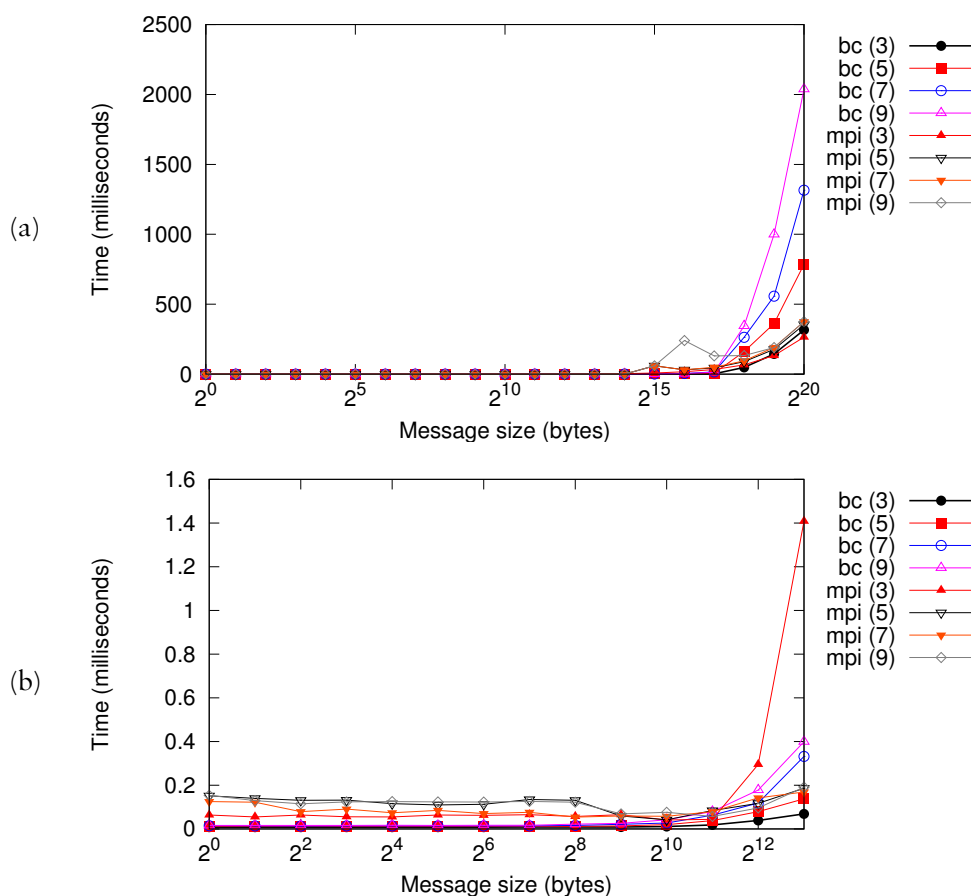 (a)
Time (milliseconds)
2500
2000
1500
1000
500
0
2^0 2^5 2^10 2^15 2^20
Message size (bytes)
bc (3)
bc (5)
bc (7)
bc (9)
mpi (3)
mpi (5)
mpi (7)
mpi (9)
(b)
Time (milliseconds)
1.6
1.4
1.2
1
0.8
0.6
0.4
0.2
0
2^0 2^2 2^4 2^6 2^8 2^10 2^12
Message size (bytes)
bc (3)
bc (5)
bc (7)
bc (9)
mpi (3)
mpi (5)
mpi (7)
mpi (9)